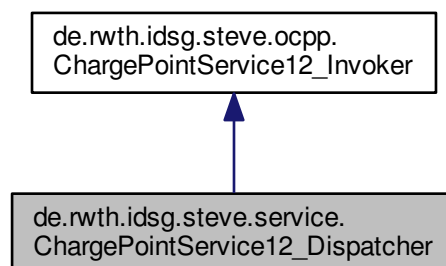 de.rwth.idsg.steve.ocpp.
ChargePointService12_Invoker
de.rwth.idsg.steve.service.
ChargePointService12_Dispatcher